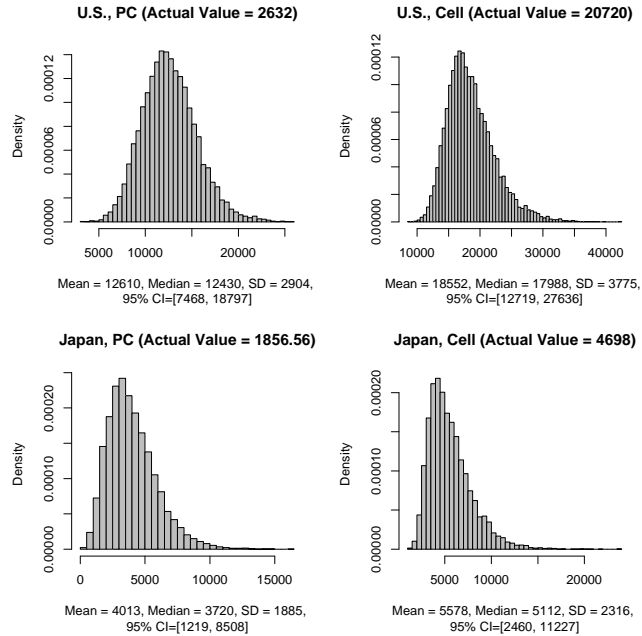 U.S., PC (Actual Value = 2632)
Density
0.00000 0.00006 0.00012
5000 10000 20000
Mean = 12610, Median = 12430, SD = 2904,
95% CI=[7468, 18797]
U.S., Cell (Actual Value = 20720)
Density
0.00000 0.00006 0.00012
10000 20000 30000 40000
Mean = 18552, Median = 17988, SD = 3775,
95% CI=[12719, 27636]
Japan, PC (Actual Value = 1856.56)
Density
0.00000 0.00010 0.00020
0 5000 10000 15000
Mean = 4013, Median = 3720, SD = 1885,
95% CI=[1219, 8508]
Japan, Cell (Actual Value = 4698)
Density
0.00000 0.00010 0.00020
5000 10000 20000
Mean = 5578, Median = 5112, SD = 2316,
95% CI=[2460, 11227]